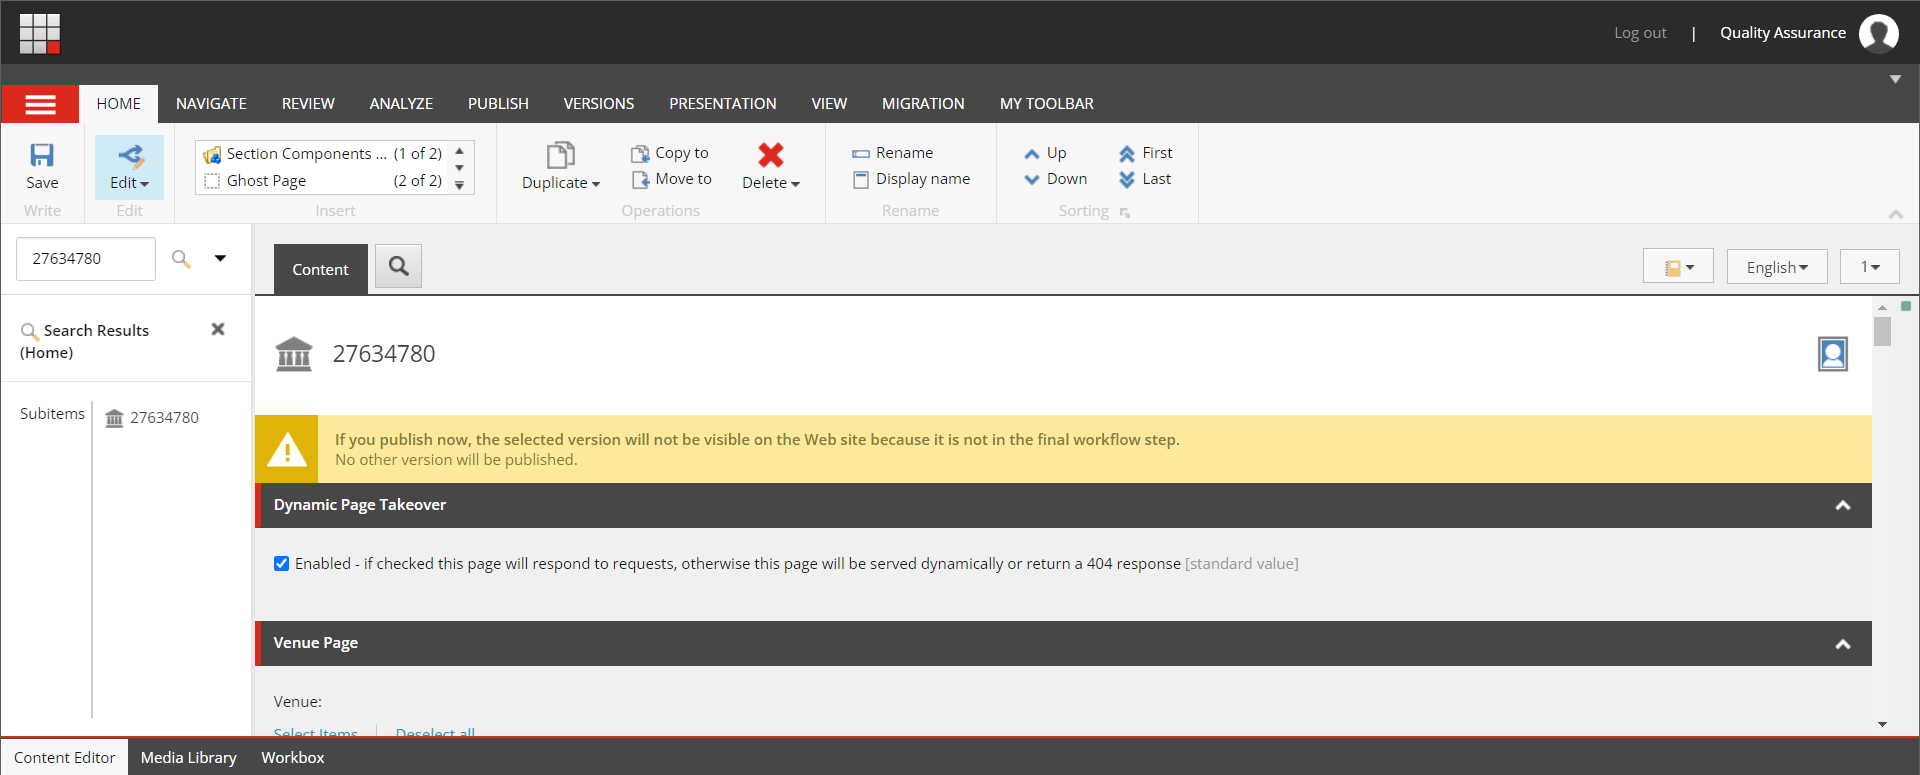 Log out | Quality Assurance
HOME NAVIGATE REVIEW ANALYZE PUBLISH VERSIONS PRESENTATION VIEW MIGRATION MY TOOLBAR
Save
Write
Edit
Edit
Section Components ... (1 of 2)
Ghost Page (2 of 2)
Insert
Duplicate
Copy to
Move to
Delete
Operations
Rename
Display name
Rename
Up
Down
First
Last
Sorting
27634780
Search Results
(Home)
Subitems
27634780
Content
English
1
27634780
If you publish now, the selected version will not be visible on the Web site because it is not in the final workflow step.
No other version will be published.
Dynamic Page Takeover
Enabled - if checked this page will respond to requests, otherwise this page will be served dynamically or return a 404 response [standard value]
Venue Page
Venue:
Select Items
Deselect all
Content Editor Media Library Workbox